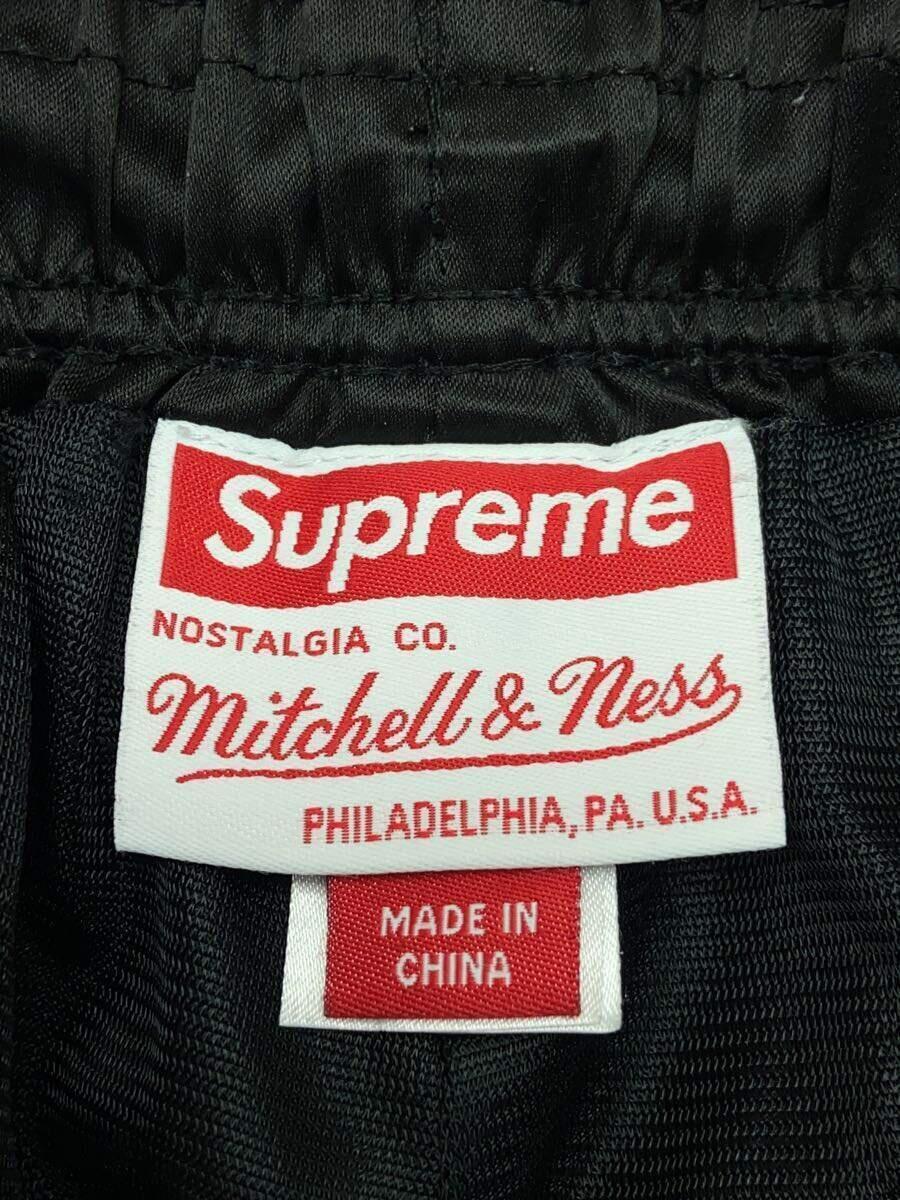 Supreme
NOSTALGIA CO.
Mitchell & Ness
PHILADELPHIA, PA. U.S.A.
MADE IN
CHINA